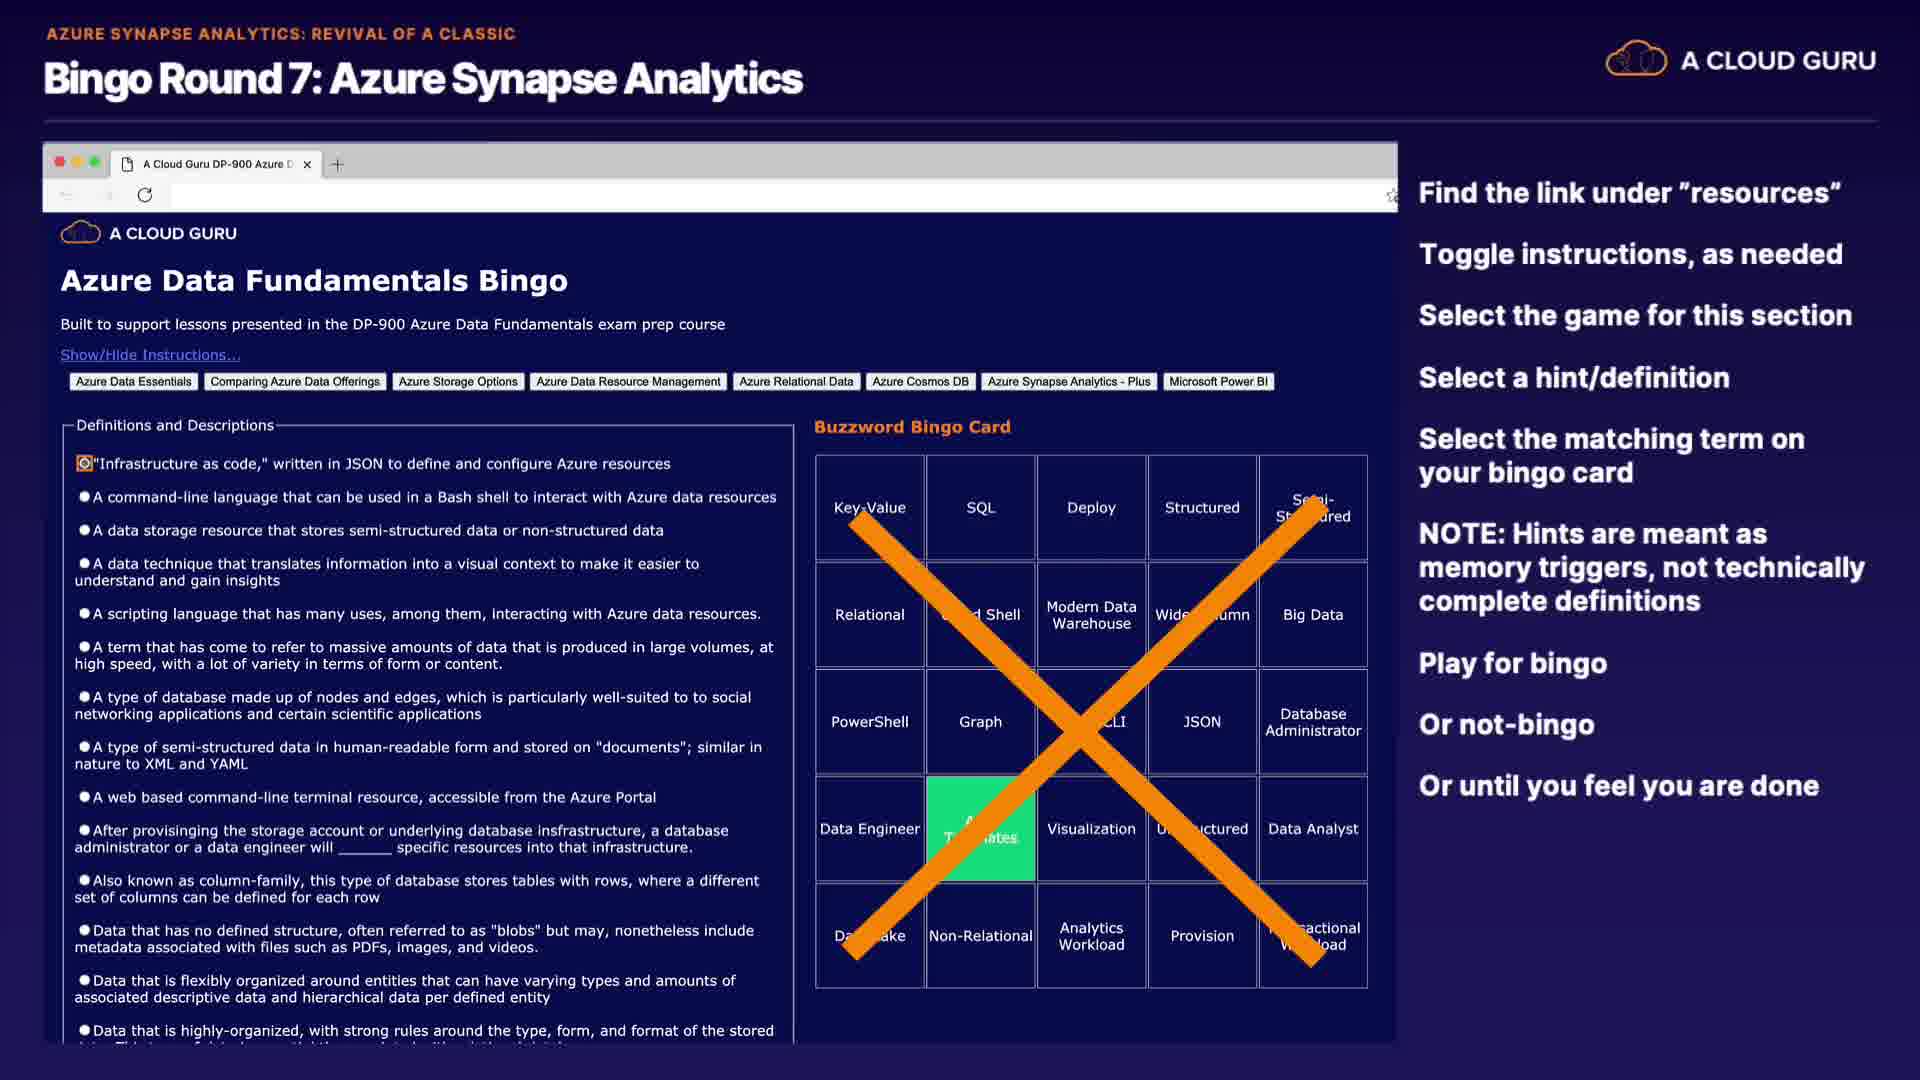 AZURE SYNAPSE ANALYTICS: REVIVAL OF A CLASSIC
Bingo Round 7: Azure Synapse Analytics
A CLOUD GURU
A Cloud Guru DP-900 Azure D
A CLOUD GURU
Azure Data Fundamentals Bingo
Built to support lessons presented in the DP-900 Azure Data Fundamentals exam prep course
Show/Hide Instructions...
Azure Data Essentials
Comparing Azure Data Offerings
Azure Storage Options
Azure Data Resource Management
Azure Relational Data
Azure Cosmos DB
Azure Synapse Analytics - Plus
Microsoft Power BI
Definitions and Descriptions
"Infrastructure as code," written in JSON to define and configure Azure resources
A command-line language that can be used in a Bash shell to interact with Azure data resources
A data storage resource that stores semi-structured data or non-structured data
A data technique that translates information into a visual context to make it easier to
understand and gain insights
A scripting language that has many uses, among them, interacting with Azure data resources.
A term that has come to refer to massive amounts of data that is produced in large volumes, at
high speed, with a lot of variety in terms of form or content.
A type of database made up of nodes and edges, which is particularly well-suited to to social
networking applications and certain scientific applications
A type of semi-structured data in human-readable form and stored on "documents"; similar in
nature to XML and YAML
A web based command-line terminal resource, accessible from the Azure Portal
After provisinging the storage account or underlying database insfrastructure, a database
administrator or a data engineer will _______ specific resources into that infrastructure.
Also known as column-family, this type of database stores tables with rows, where a different
set of columns can be defined for each row
Data that has no defined structure, often referred to as "blobs" but may, nonetheless include
metadata associated with files such as PDFs, images, and videos.
Data that is flexibly organized around entities that can have varying types and amounts of
associated descriptive data and hierarchical data per defined entity
Data that is highly-organized, with strong rules around the type, form, and format of the stored
Buzzword Bingo Card
Key-Value
SQL
Deploy
Structured
Relational
Shell
Modern Data
Warehouse
Big Data
PowerShell
Graph
CLI
JSON
Database
Administrator
Data Engineer
Visualization
Data Analyst
Non-Relational
Analytics
Workload
Provision
Find the link under "resources"
Toggle instructions, as needed
Select the game for this section
Select a hint/definition
Select the matching term on
your bingo card
NOTE: Hints are meant as
memory triggers, not technically
complete definitions
Play for bingo
Or not-bingo
Or until you feel you are done